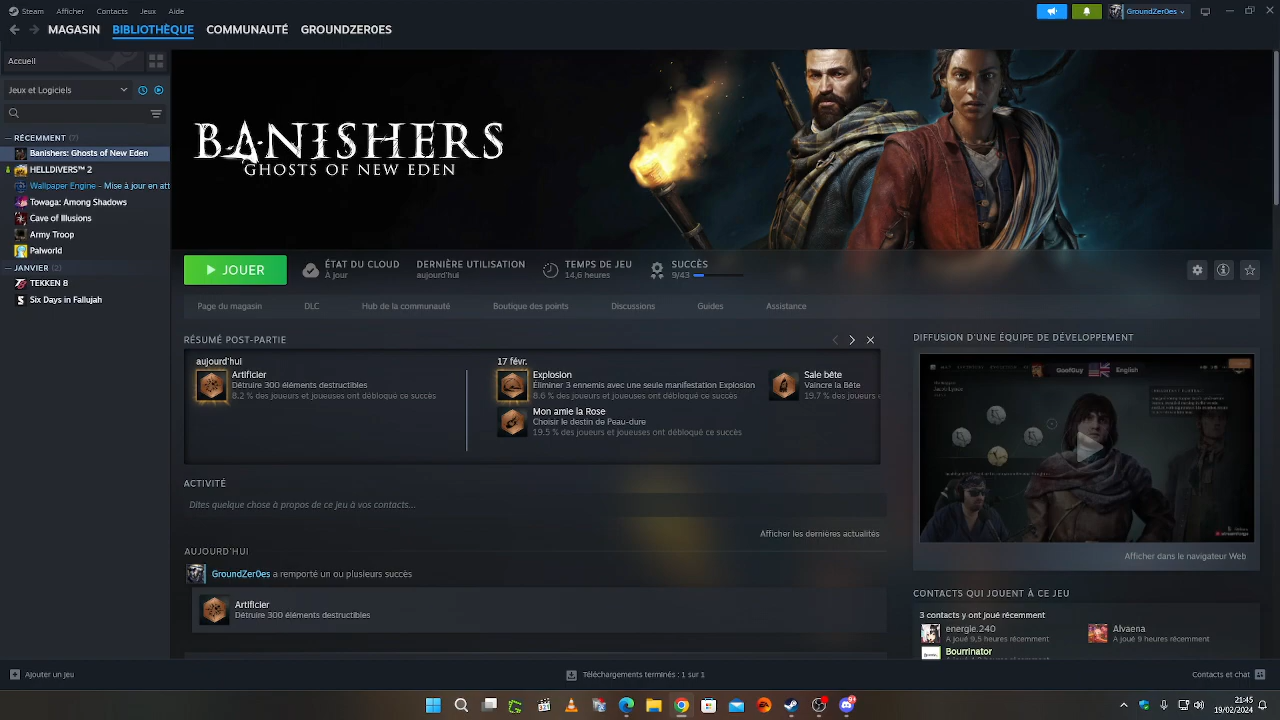 Steam Afficher Contacts Jeux Aide
GroundZer0es
MAGASIN BIBLIOTHÈQUE COMMUNAUTÉ GROUNDZER0ES
Accueil
Jeux et Logiciels
RÉCEMMENT (7)
Banishers: Ghosts of New Eden
HELLDIVERS™ 2
Wallpaper Engine - Mise à jour en att
Towaga: Among Shadows
Cave of Illusions
Army Troop
Palworld
JANVIER (2)
TEKKEN 8
Six Days in Fallujah
BANISHERS
GHOSTS OF NEW EDEN
JOUER
ÉTAT DU CLOUD
À jour
DERNIÈRE UTILISATION
aujourd'hui
TEMPS DE JEU
14,6 heures
SUCCÈS
9/43
Page du magasin DLC Hub de la communauté Boutique des points Discussions Guides Assistance
RÉSUMÉ POST-PARTIE
aujourd'hui
Artificier
Détruire 300 éléments destructibles
8.2 % des joueurs et joueuses ont débloqué ce succès
17 févr.
Explosion
Éliminer 3 ennemis avec une seule manifestation Explosion
8.6 % des joueurs et joueuses ont débloqué ce succès
Mon amie la Rose
Choisir le destin de Peau-dure
19.5 % des joueurs et joueuses ont débloqué ce succès
Sale bête
Vaincre la Bête
19.7 % des joueurs
ACTIVITÉ
Dites quelque chose à propos de ce jeu à vos contacts...
Afficher les dernières actualités
AUJOURD'HUI
GroundZer0es a remporté un ou plusieurs succès
Artificier
Détruire 300 éléments destructibles
DIFFUSION D'UNE ÉQUIPE DE DÉVELOPPEMENT
GoofGuy English
Afficher dans le navigateur Web
CONTACTS QUI JOUENT À CE JEU
3 contacts y ont joué récemment
energie.240
A joué 9,5 heures récemment
Alvaena
A joué 9 heures récemment
Bourrinator
Ajouter un jeu
Téléchargements terminés : 1 sur 1
Contacts et chat
21:45
19/02/2024